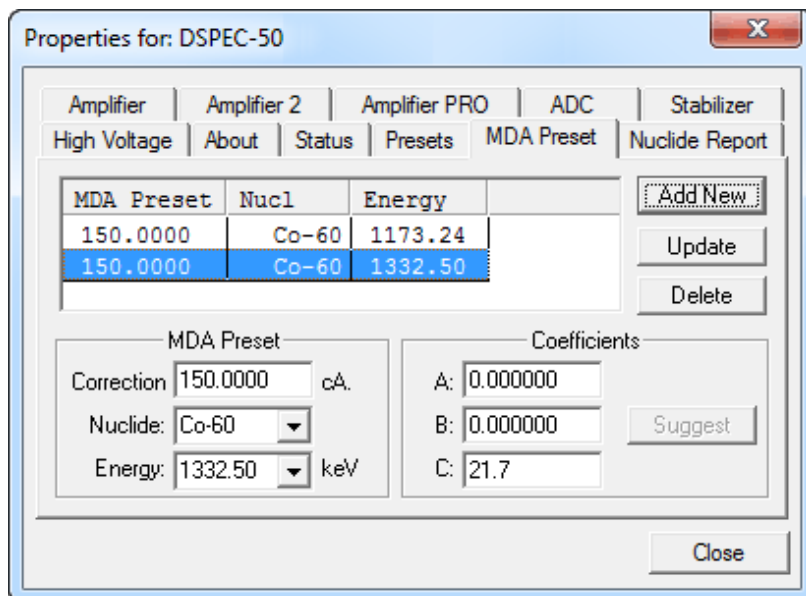 Properties for: DSPEC-50
X
Amplifier Amplifier 2 Amplifier PRO ADC Stabilizer
High Voltage About Status Presets MDA Preset Nuclide Report
MDA Preset Nucl Energy
150.0000 Co-60 1173.24
150.0000 Co-60 1332.50
Add New
Update
Delete
MDA Preset
Correction 150.0000 cA.
Nuclide: Co-60
Energy: 1332.50 keV
Coefficients
A: 0.000000
B: 0.000000
C: 21.7
Suggest
Close